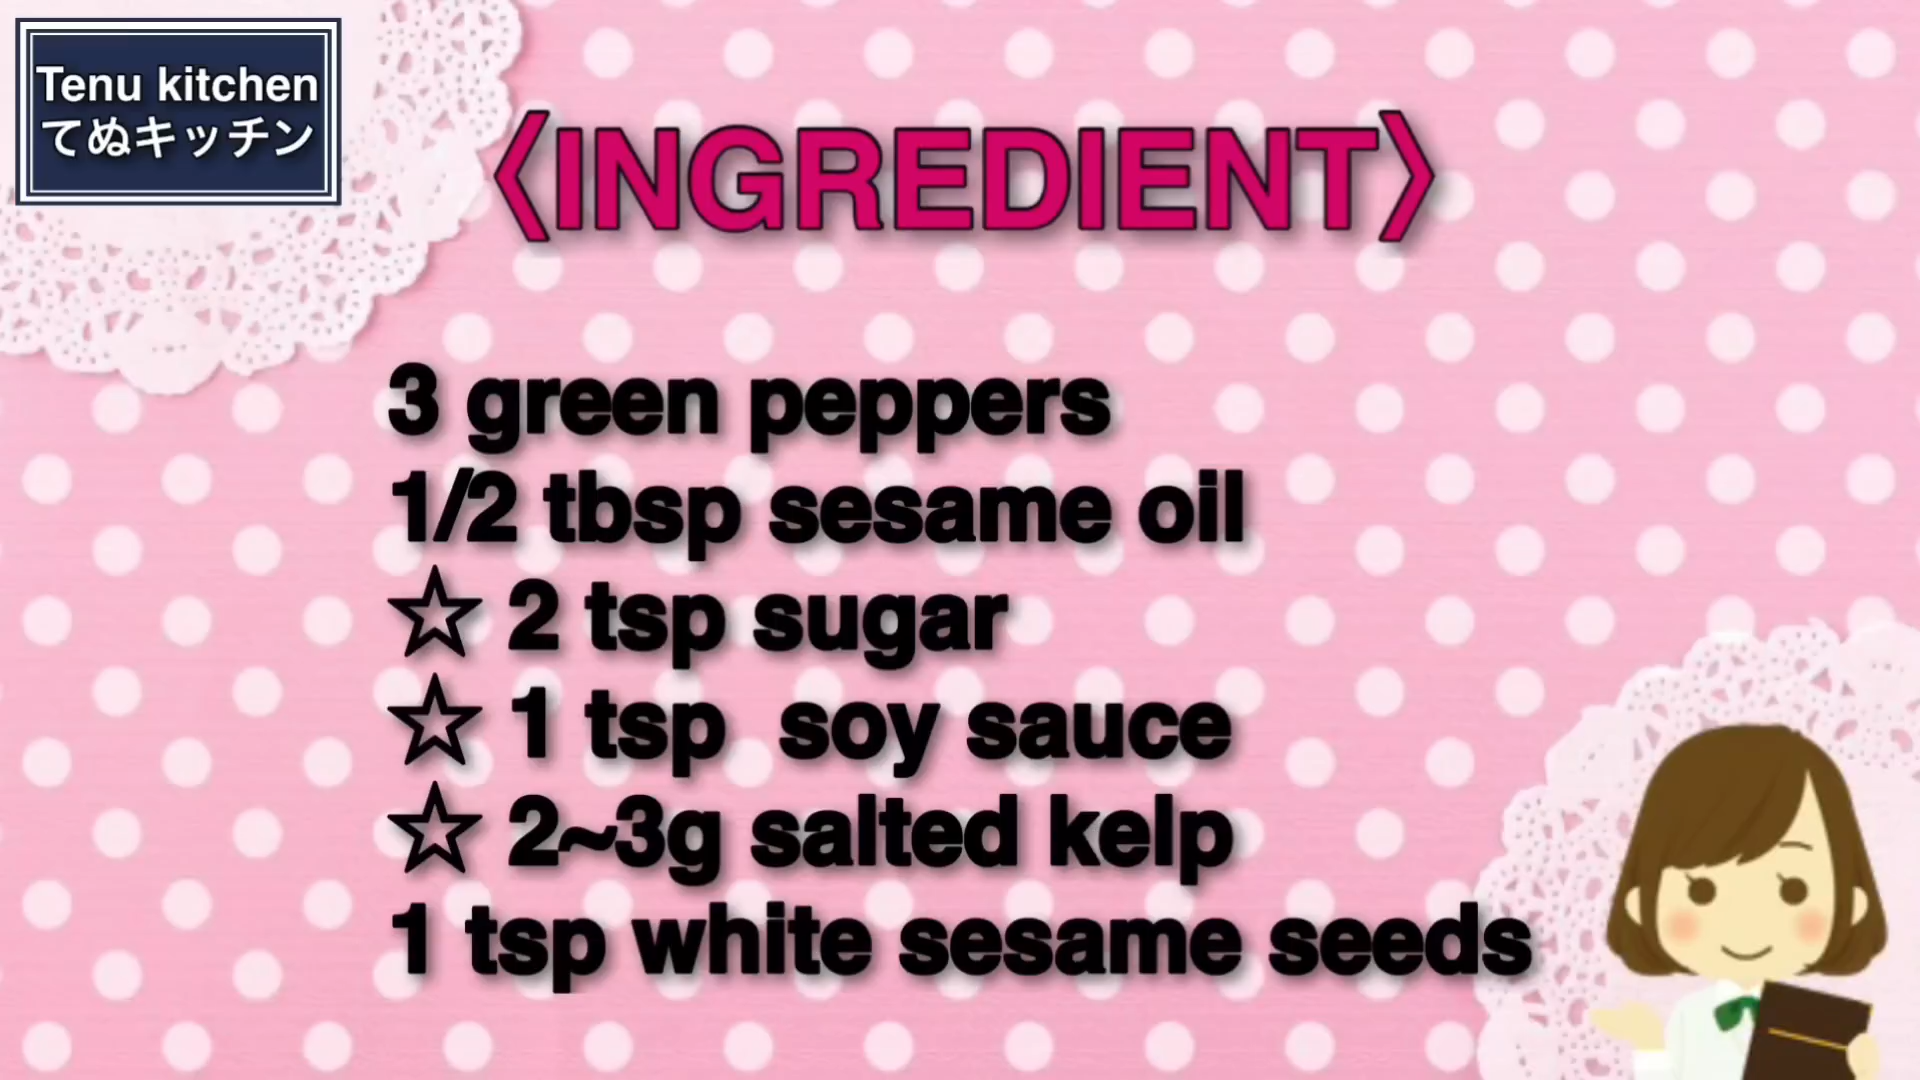 Tenu kitchen
てぬキッチン
〈INGREDIENT〉
3 green peppers
1/2 tbsp sesame oil
☆ 2 tsp sugar
☆ 1 tsp  soy sauce
☆ 2~3g salted kelp
1 tsp white sesame seeds